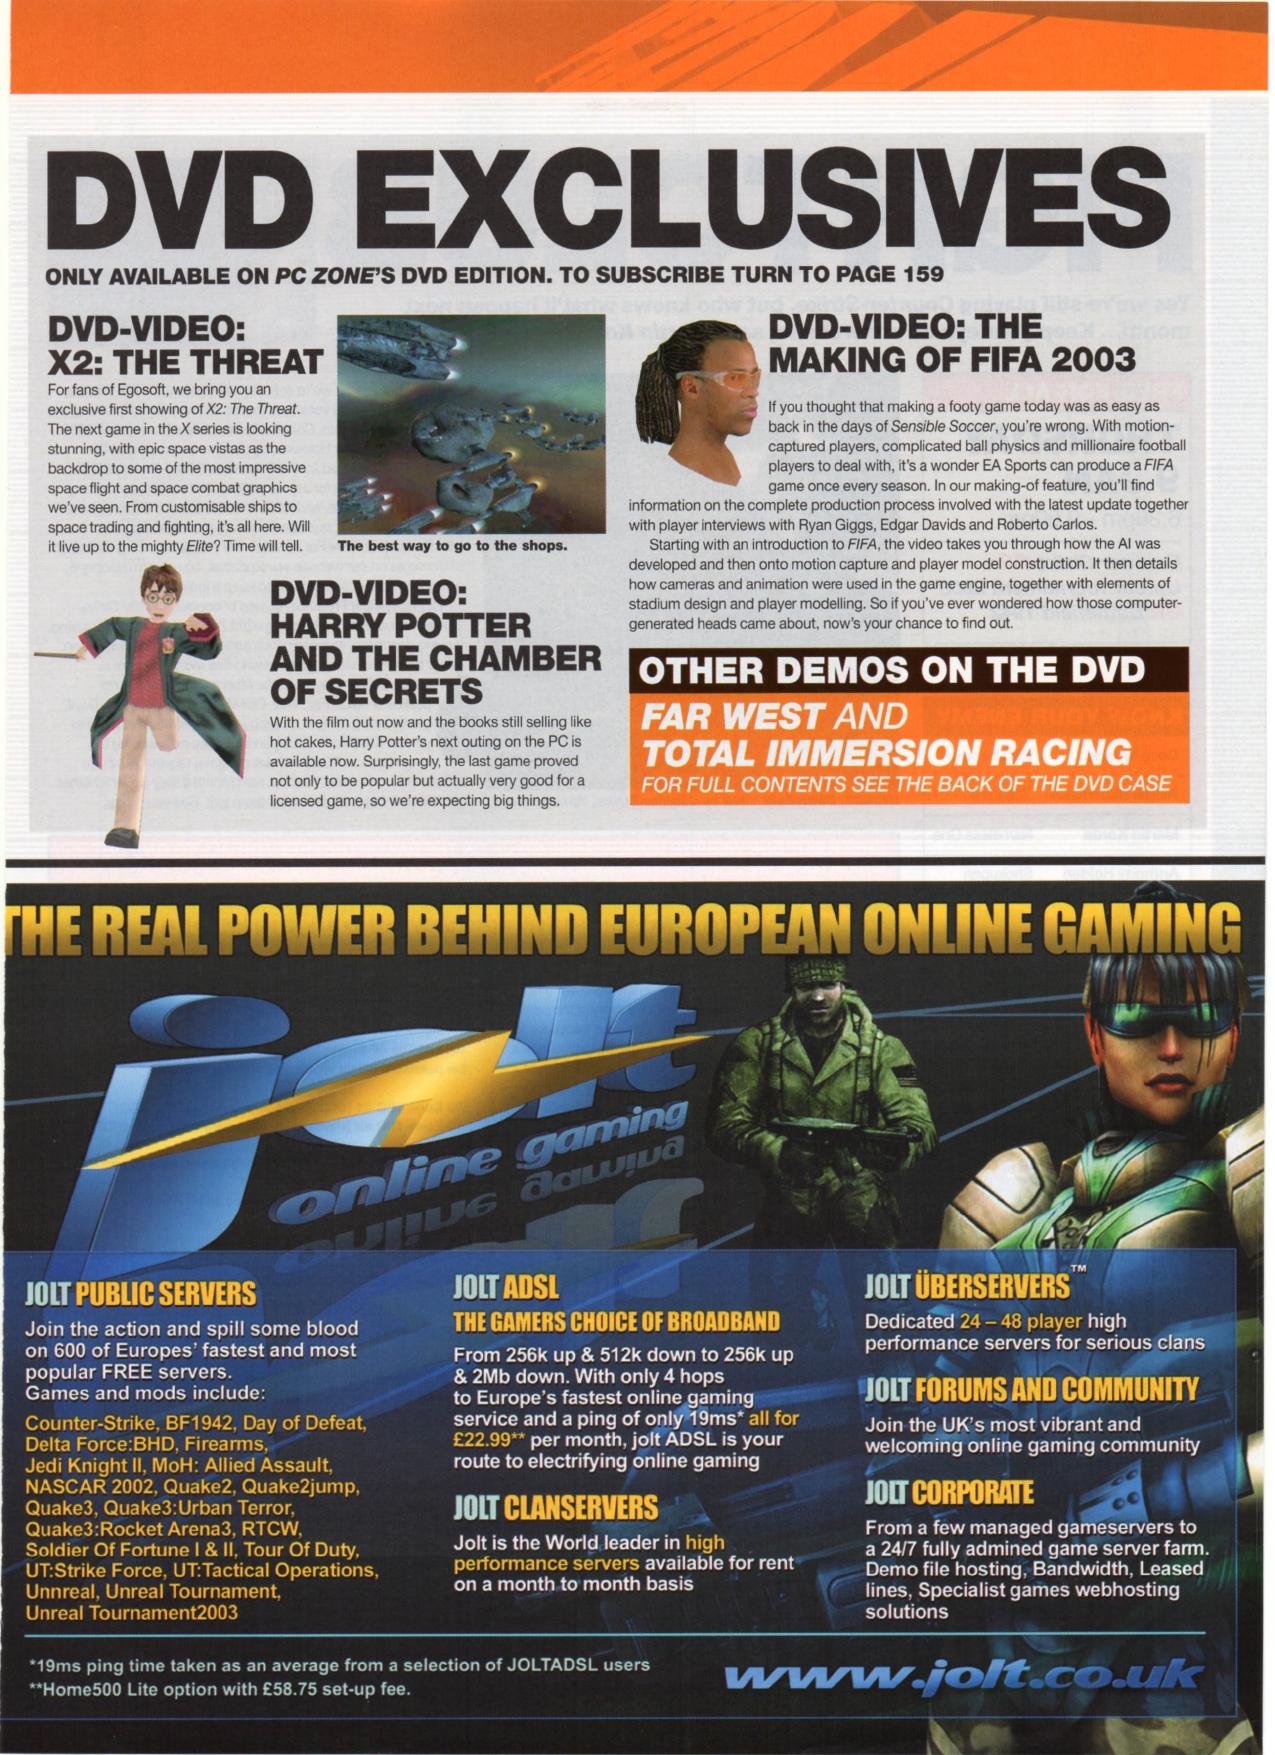 DVD EXCLUSIVES
ONLY AVAILABLE ON PC ZONE'S DVD EDITION. TO SUBSCRIBE TURN TO PAGE 159
DVD-VIDEO:
X2: THE THREAT
For fans of Egosoft, we bring you an
exclusive first showing of X2: The Threat.
The next game in the X series is looking
stunning, with epic space vistas as the
backdrop to some of the most impressive
space flight and space combat graphics
we've seen. From customisable ships to
space trading and fighting, it's all here. Will
it live up to the mighty Elite? Time will tell.
The best way to go to the shops.
DVD-VIDEO:
HARRY POTTER
AND THE CHAMBER
OF SECRETS
With the film out now and the books still selling like
hot cakes, Harry Potter's next outing on the PC is
available now. Surprisingly, the last game proved
not only to be popular but actually very good for a
licensed game, so we're expecting big things.
DVD-VIDEO: THE
MAKING OF FIFA 2003
If you thought that making a footy game today was as easy as
back in the days of Sensible Soccer, you're wrong. With motion-
captured players, complicated ball physics and millionaire football
players to deal with, it's a wonder EA Sports can produce a FIFA
game once every season. In our making-of feature, you'll find
information on the complete production process involved with the latest update together
with player interviews with Ryan Giggs, Edgar Davids and Roberto Carlos.
Starting with an introduction to FIFA, the video takes you through how the AI was
developed and then onto motion capture and player model construction. It then details
how cameras and animation were used in the game engine, together with elements of
stadium design and player modelling. So if you've ever wondered how those computer-
generated heads came about, now's your chance to find out.
OTHER DEMOS ON THE DVD
FAR WEST AND
TOTAL IMMERSION RACING
FOR FULL CONTENTS SEE THE BACK OF THE DVD CASE
THE REAL POWER BEHIND EUROPEAN ONLINE GAMING
jolt
online gaming
JOLT PUBLIC SERVERS
Join the action and spill some blood
on 600 of Europes' fastest and most
popular FREE servers.
Games and mods include:
Counter-Strike, BF1942, Day of Defeat,
Delta Force:BHD, Firearms,
Jedi Knight II, MoH: Allied Assault,
NASCAR 2002, Quake2, Quake2jump,
Quake3, Quake3:Urban Terror,
Quake3:Rocket Arena3, RTCW,
Soldier Of Fortune I & II, Tour Of Duty,
UT:Strike Force, UT:Tactical Operations,
Unnreal, Unreal Tournament,
Unreal Tournament2003
JOLT ADSL
THE GAMERS CHOICE OF BROADBAND
From 256k up & 512k down to 256k up
& 2Mb down. With only 4 hops
to Europe's fastest online gaming
service and a ping of only 19ms* all for
£22.99** per month, jolt ADSL is your
route to electrifying online gaming
JOLT CLANSERVERS
Jolt is the World leader in high
performance servers available for rent
on a month to month basis
JOLT ÜBERSERVERS™
Dedicated 24 – 48 player high
performance servers for serious clans
JOLT FORUMS AND COMMUNITY
Join the UK's most vibrant and
welcoming online gaming community
JOLT CORPORATE
From a few managed gameservers to
a 24/7 fully admined game server farm.
Demo file hosting, Bandwidth, Leased
lines, Specialist games webhosting
solutions
*19ms ping time taken as an average from a selection of JOLTADSL users
**Home500 Lite option with £58.75 set-up fee.
www.jolt.co.uk